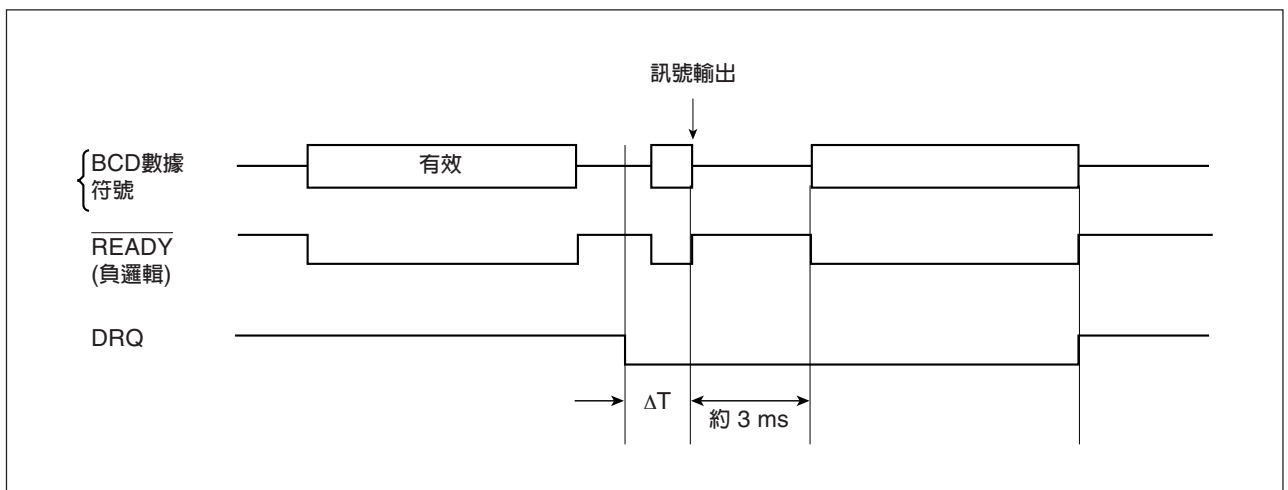 訊號輸出
BCD數據
符號
有效
READY
(負邏輯)
DRQ
ΔT
約 3 ms